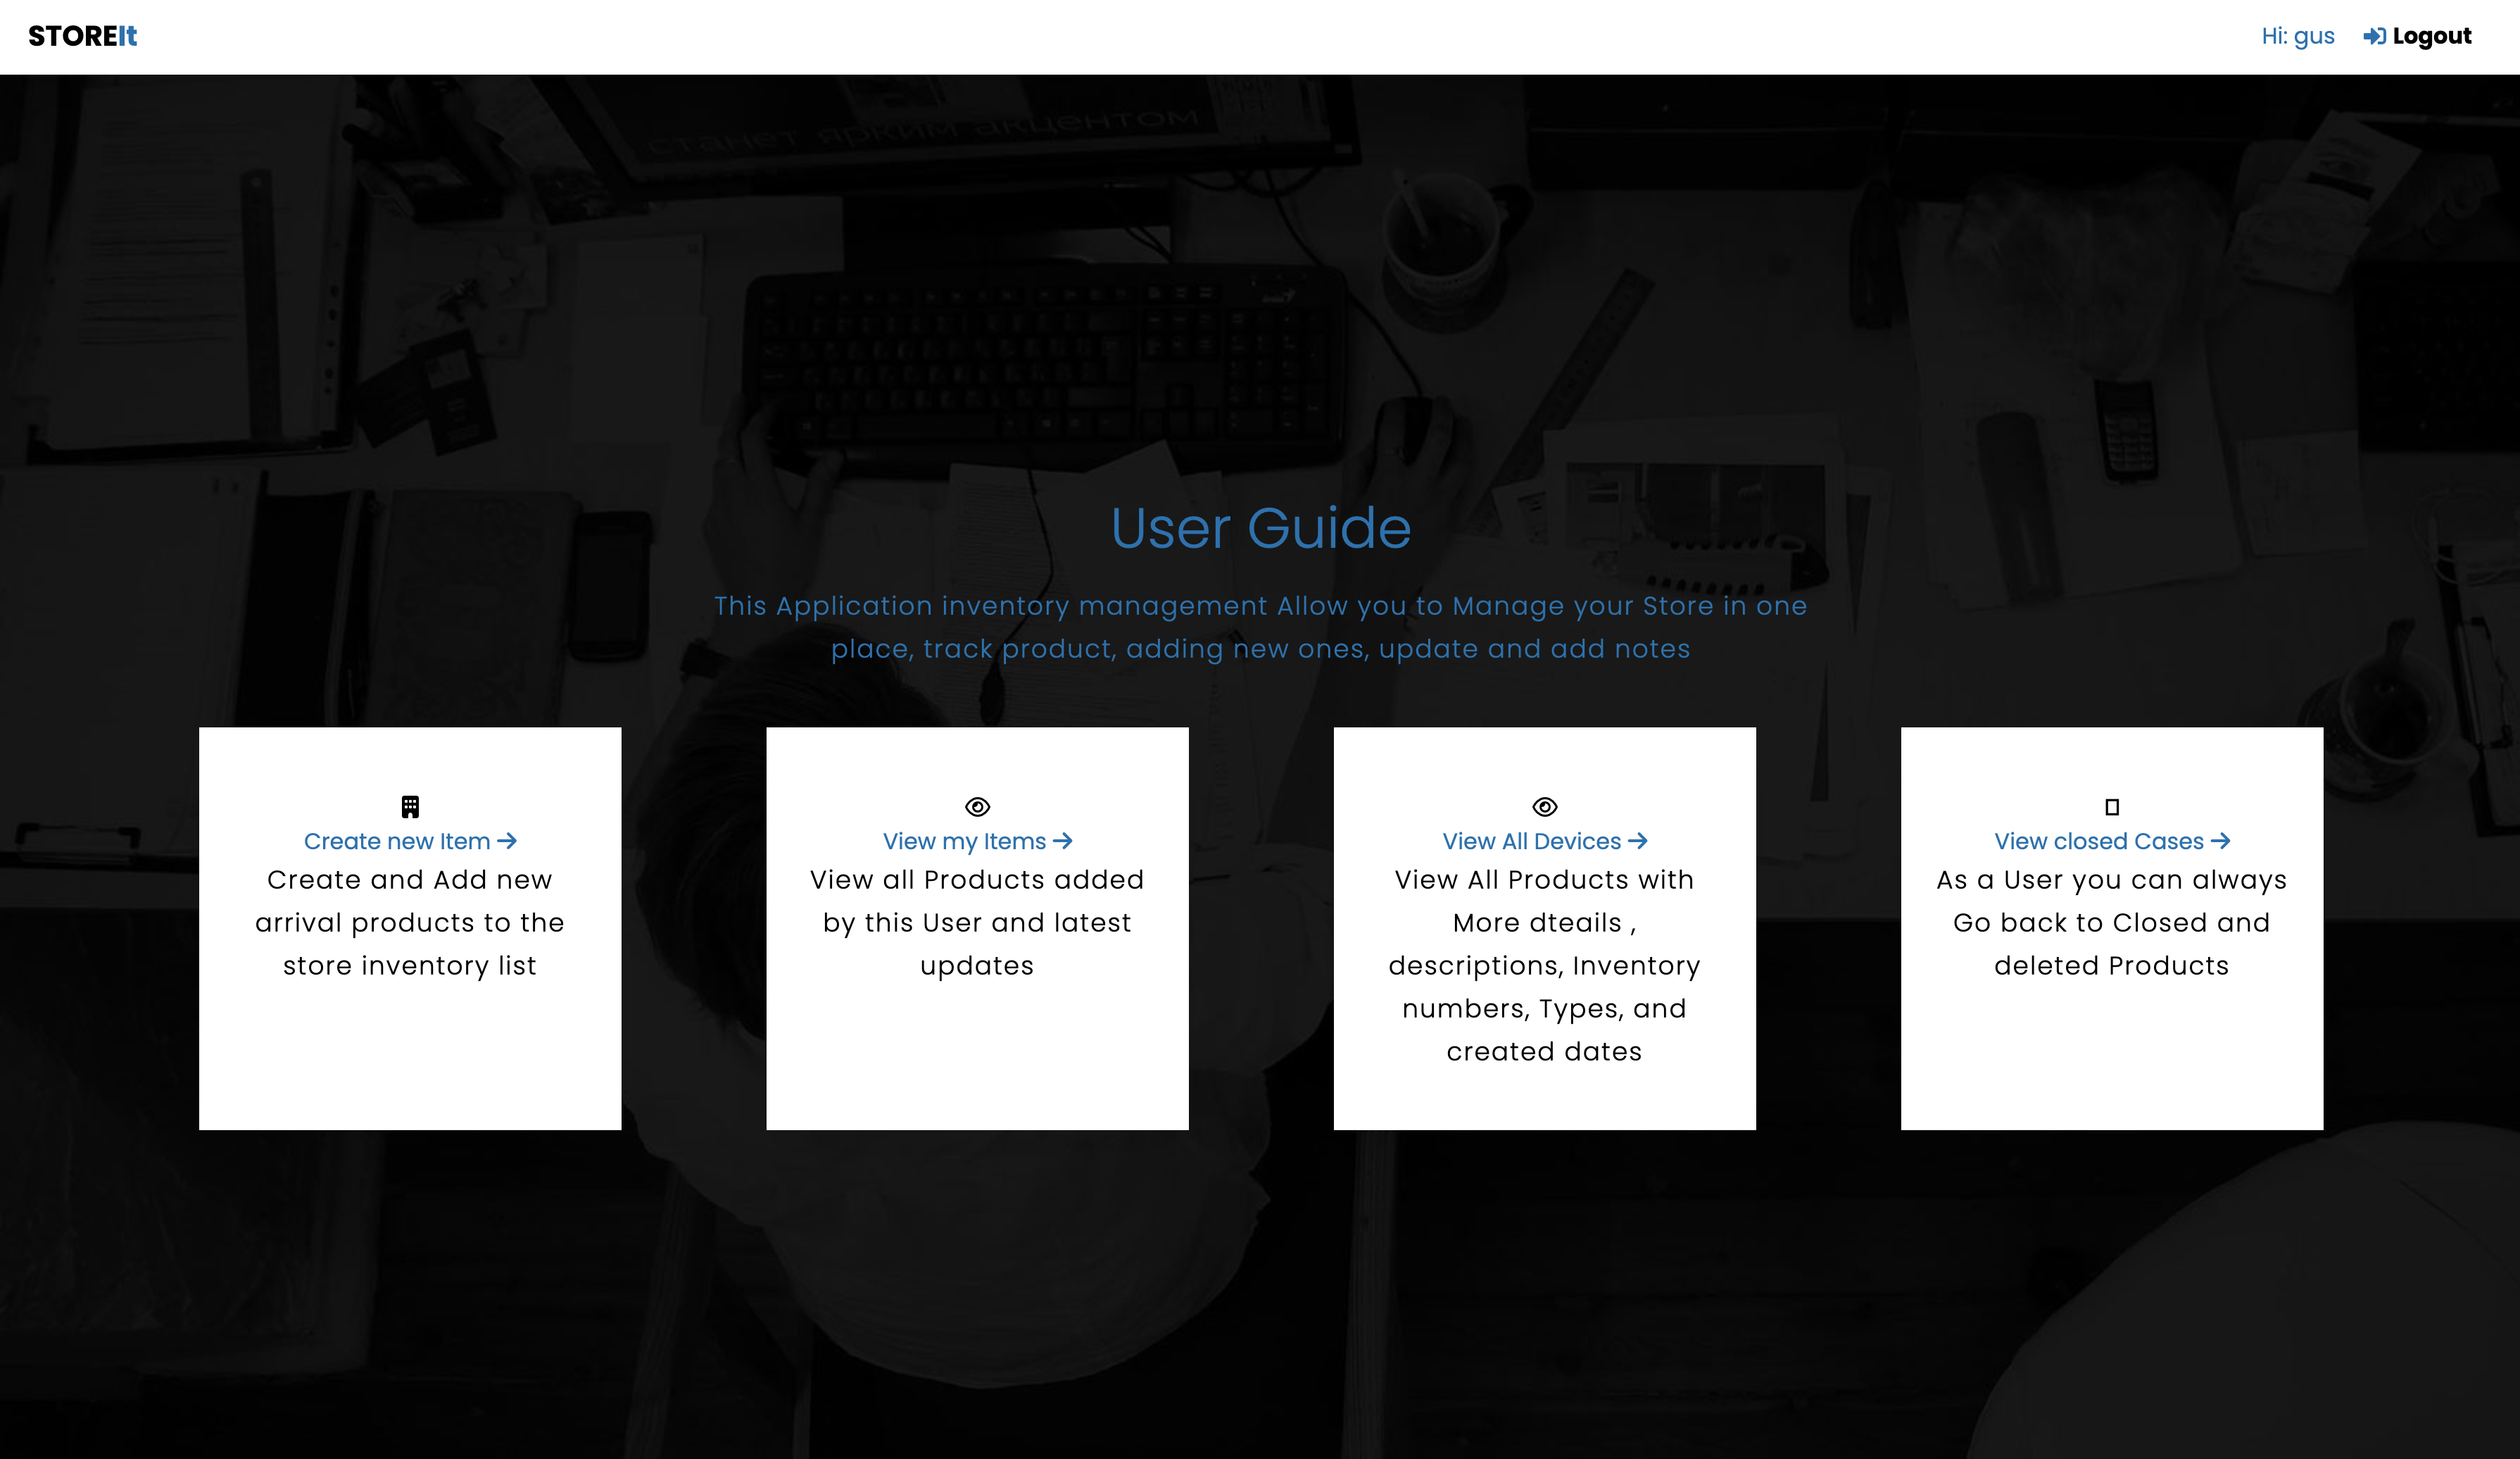 STOREIt
Hi: gus
Logout
станет ярким акцентом
User Guide
This Application inventory management Allow you to Manage your Store in one
place, track product, adding new ones, update and add notes
Create new Item
Create and Add new
arrival products to the
store inventory list
View my Items
View all Products added
by this User and latest
updates
View All Devices
View All Products with
More dteails ,
descriptions, Inventory
numbers, Types, and
created dates
View closed Cases
As a User you can always
Go back to Closed and
deleted Products